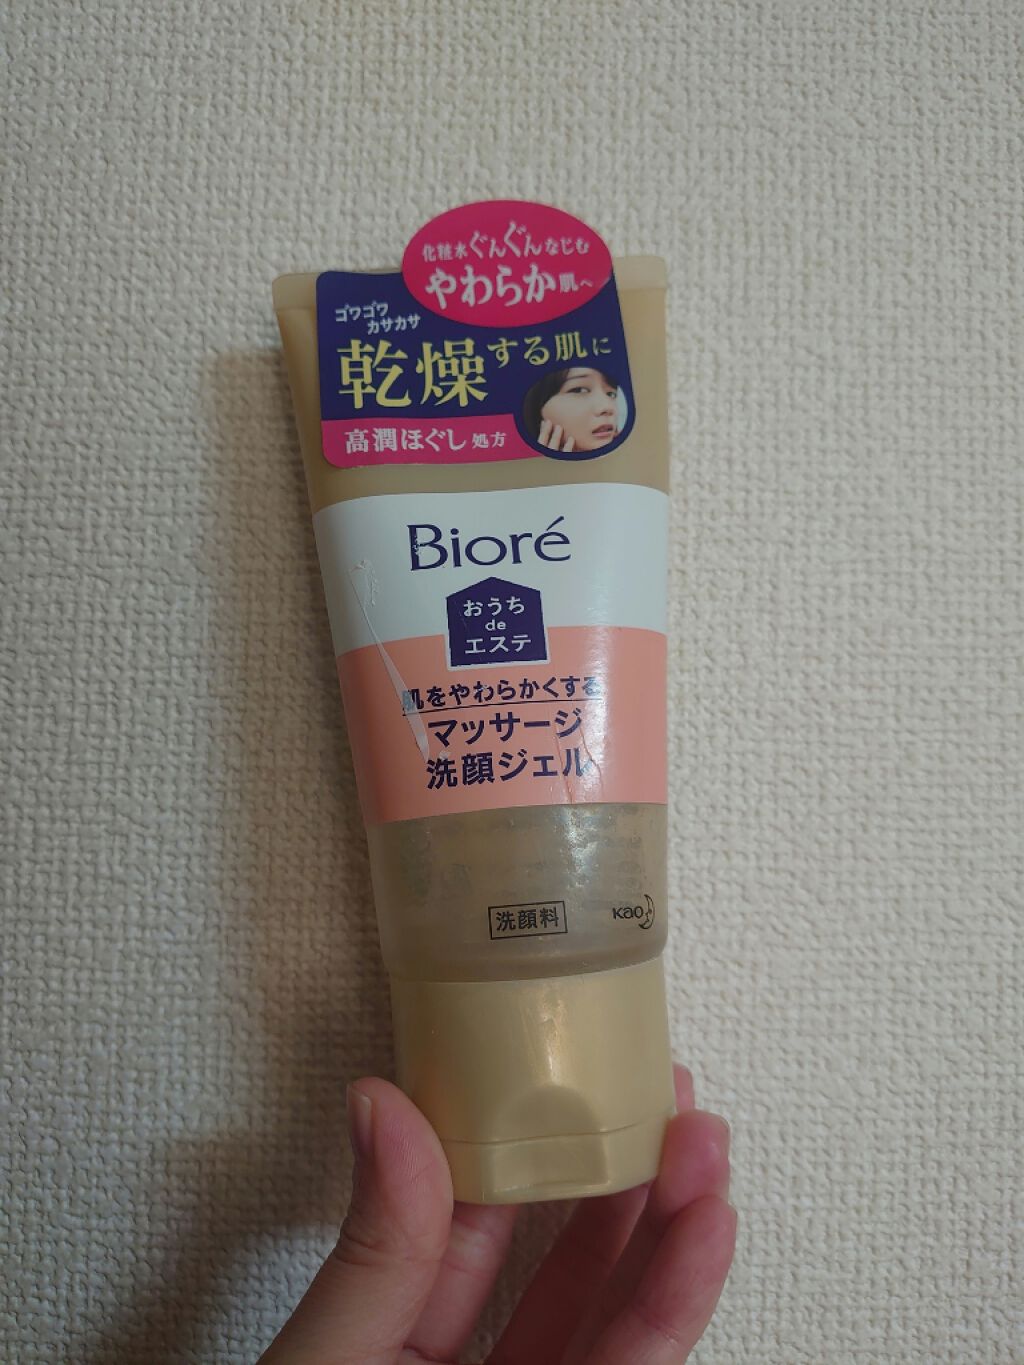 化粧水ぐんぐんなじむ
やわらか肌へ
ゴワゴワ
カサカサ
乾燥する肌に
高潤ほぐし処方
Bioré
おうち
de
エステ
肌をやわらかくする
マッサージ
洗顔ジェル
洗顔料
Kao